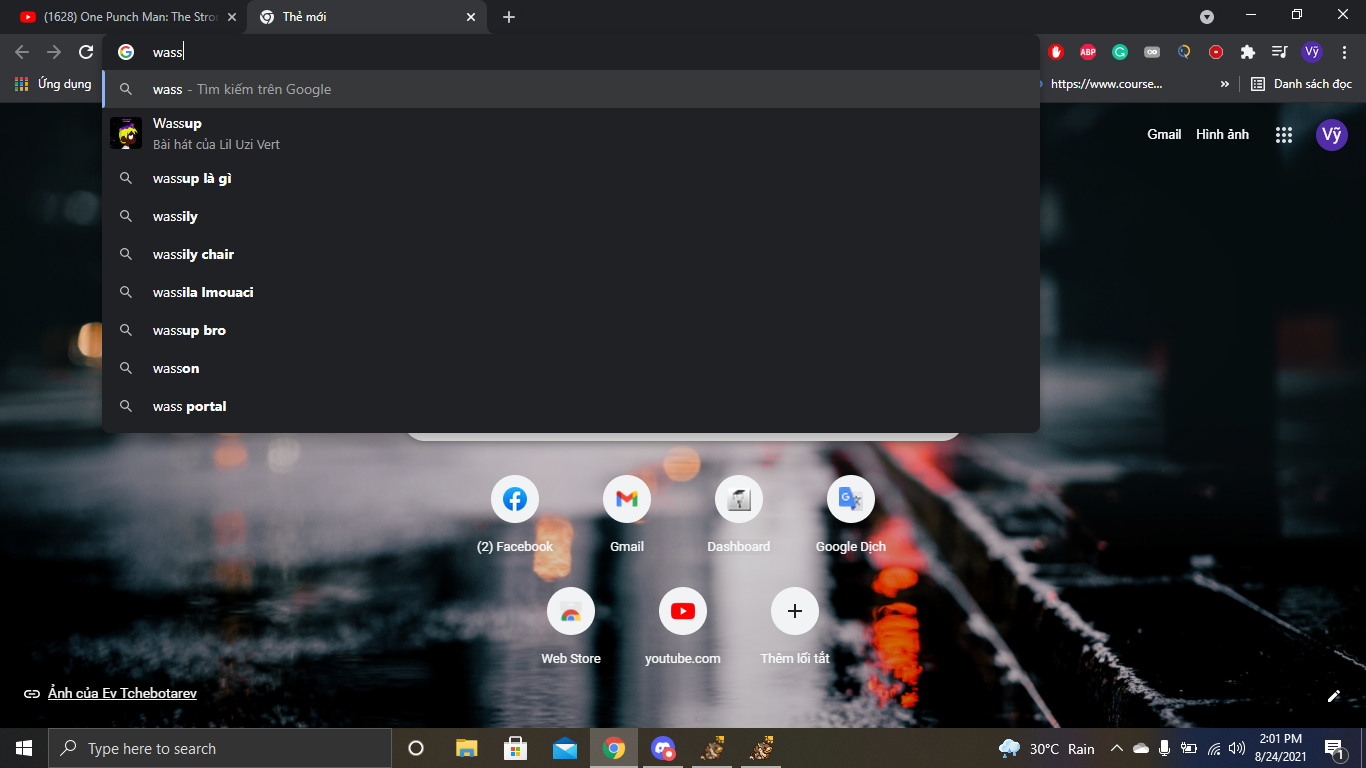 (1628) One Punch Man: The Stron
Thẻ mới
wass
Ứng dụng
ABP
Vỹ
https://www.course...
»
Danh sách đọc
wass - Tìm kiếm trên Google
Wassup
Bài hát của Lil Uzi Vert
wassup là gì
wassily
wassily chair
wassila lmouaci
wassup bro
wasson
wass portal
Gmail
Hình ảnh
Vỹ
(2) Facebook
Gmail
Dashboard
Google Dịch
Web Store
youtube.com
Thêm lối tắt
Ảnh của Ev Tchebotarev
Type here to search
30°C Rain
2:01 PM
8/24/2021
1